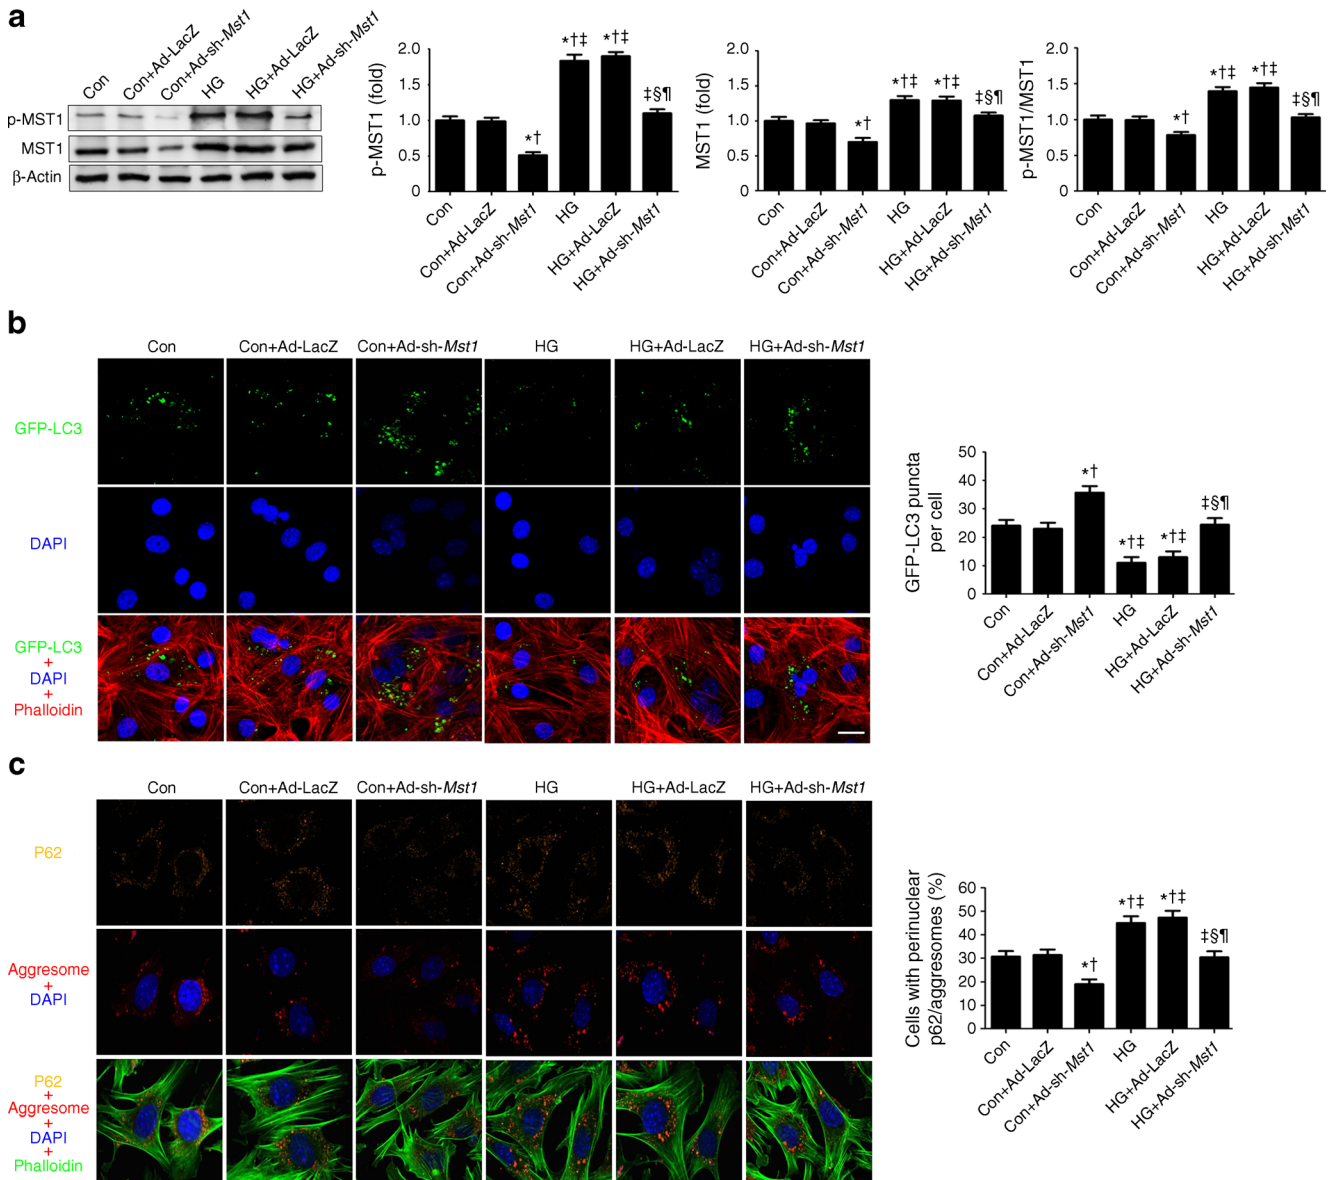 a
Con
Con+Ad-LacZ
Con+Ad-sh-Mst1
HG
HG+Ad-LacZ
HG+Ad-sh-Mst1
p-MST1
MST1
β-Actin
p-MST1 (fold)
2.0
1.5
1.0
0.5
0
*†
*†‡
*†‡
‡§¶
Con
Con+Ad-LacZ
Con+Ad-sh-Mst1
HG
HG+Ad-LacZ
HG+Ad-sh-Mst1
MST1 (fold)
2.0
1.5
1.0
0.5
0
*†
*†‡
*†‡
‡§¶
Con
Con+Ad-LacZ
Con+Ad-sh-Mst1
HG
HG+Ad-LacZ
HG+Ad-sh-Mst1
p-MST1/MST1
2.0
1.5
1.0
0.5
0
*†
*†‡
*†‡
‡§¶
Con
Con+Ad-LacZ
Con+Ad-sh-Mst1
HG
HG+Ad-LacZ
HG+Ad-sh-Mst1
b
Con
Con+Ad-LacZ
Con+Ad-sh-Mst1
HG
HG+Ad-LacZ
HG+Ad-sh-Mst1
GFP-LC3
DAPI
GFP-LC3
+
DAPI
+
Phalloidin
GFP-LC3 puncta
per cell
50
40
30
20
10
0
*†
*†‡
*†‡
‡§¶
Con
Con+Ad-LacZ
Con+Ad-sh-Mst1
HG
HG+Ad-LacZ
HG+Ad-sh-Mst1
c
Con
Con+Ad-LacZ
Con+Ad-sh-Mst1
HG
HG+Ad-LacZ
HG+Ad-sh-Mst1
P62
Aggresome
+
DAPI
P62
+
Aggresome
+
DAPI
+
Phalloidin
Cells with perinuclear
p62/aggresomes (%)
60
50
40
30
20
10
0
*†
*†‡
*†‡
‡§¶
Con
Con+Ad-LacZ
Con+Ad-sh-Mst1
HG
HG+Ad-LacZ
HG+Ad-sh-Mst1